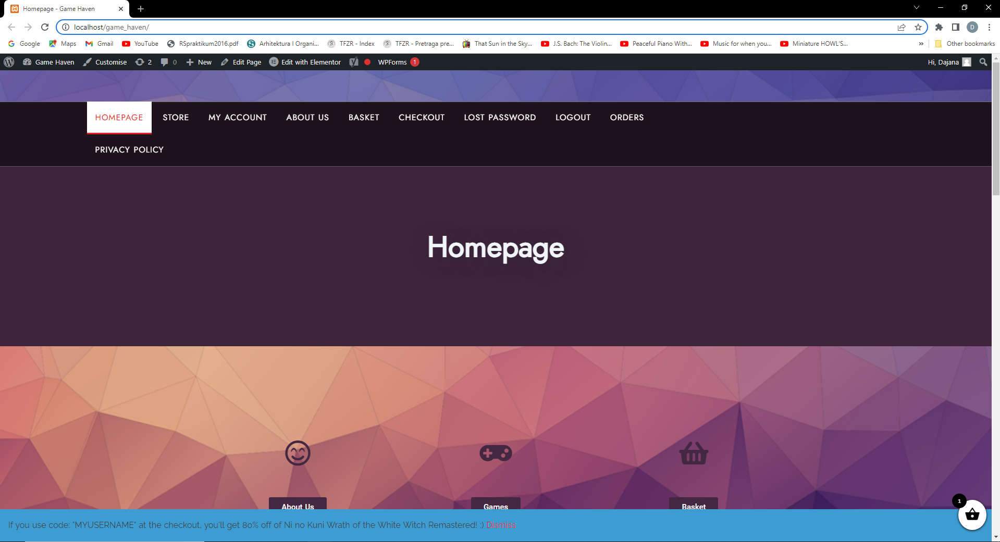 Homepage - Game Haven
localhost/game_haven/
D
Google Maps Gmail YouTube RSpraktikum2016.pdf Arhitektura I Organi... TFZR - Index TFZR - Pretraga pre... That Sun in the Sky... J.S. Bach: The Violin... Peaceful Piano With... Music for when you... Miniature HOWL'S... » Other bookmarks
Game Haven Customise 2 0 New Edit Page Edit with Elementor WPForms 1 Hi, Dajana
HOMEPAGE STORE MY ACCOUNT ABOUT US BASKET CHECKOUT LOST PASSWORD LOGOUT ORDERS
PRIVACY POLICY
Homepage
About Us Games Basket
1
If you use code: "MYUSERNAME" at the checkout, you'll get 80% off of Ni no Kuni Wrath of the White Witch Remastered! :) Dismiss